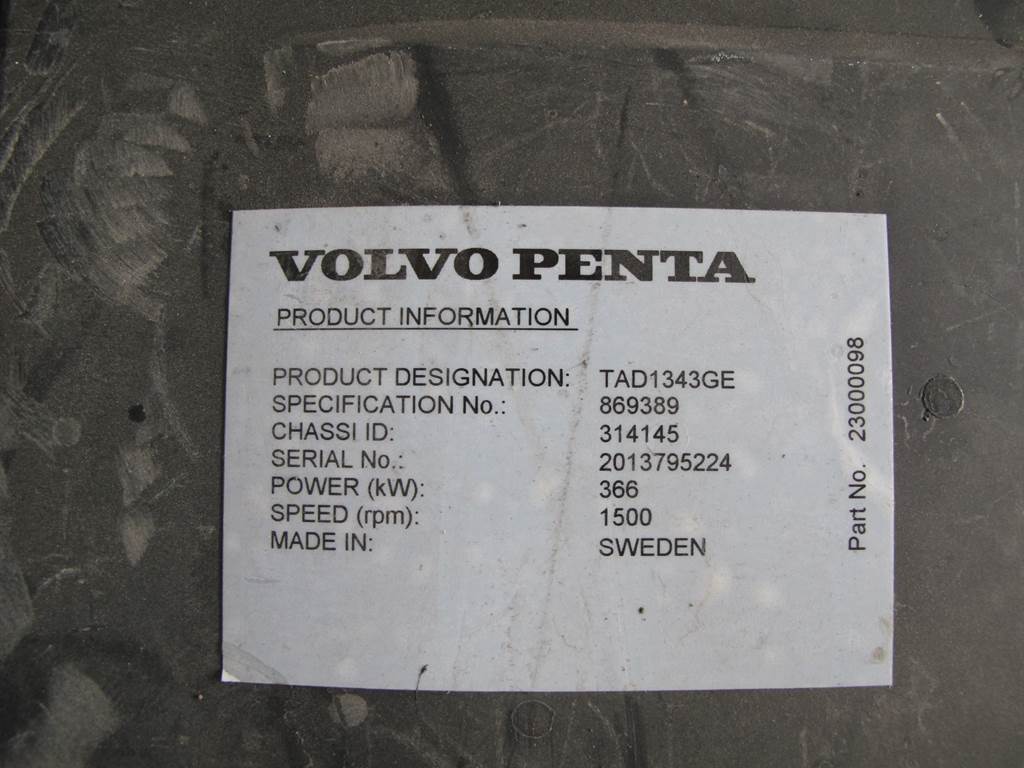 VOLVO PENTA
PRODUCT INFORMATION
PRODUCT DESIGNATION: TAD1343GE
SPECIFICATION No.: 869389
CHASSI ID: 314145
SERIAL No.: 2013795224
POWER (kW): 366
SPEED (rpm): 1500
MADE IN: SWEDEN
Part No. 23000098